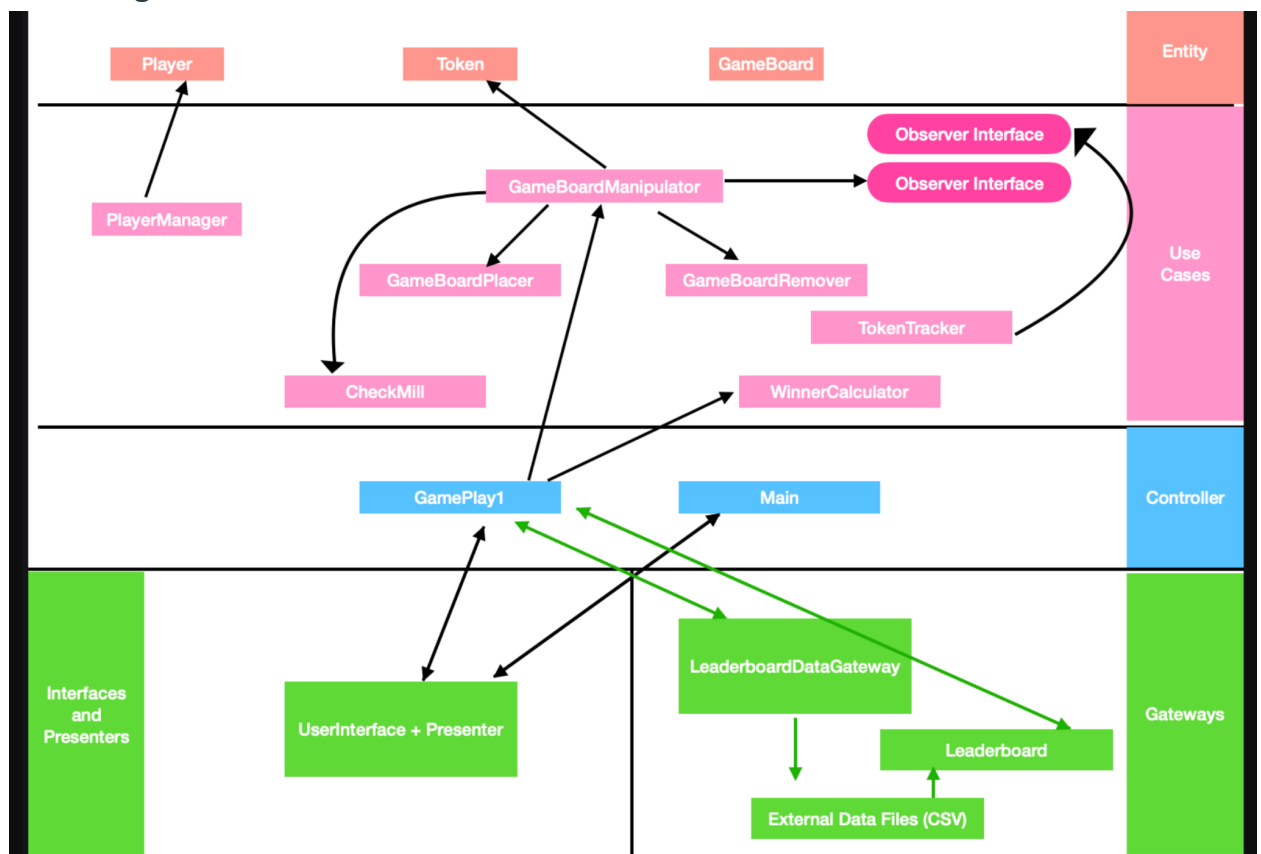 Player
Token
GameBoard
Entity
Observer Interface
GameBoardManipulator
Observer Interface
PlayerManager
Use
Cases
GameBoardPlacer
GameBoardRemover
TokenTracker
CheckMill
WinnerCalculator
GamePlay1
Main
Controller
LeaderboardDataGateway
Interfaces
and
Presenters
UserInterface + Presenter
Gateways
Leaderboard
External Data Files (CSV)